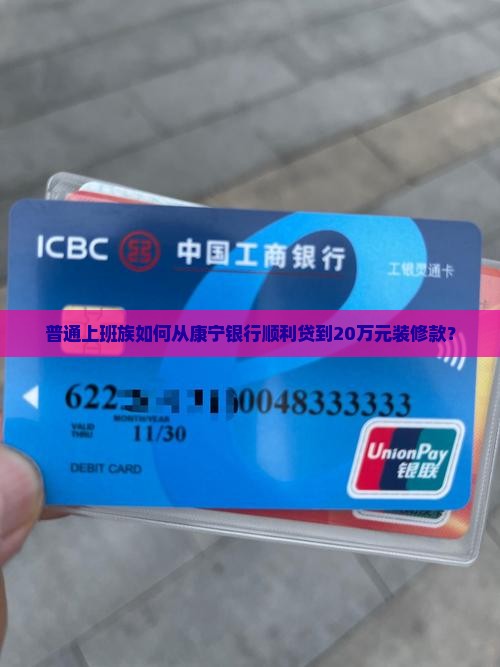 ICBC 中国工商银行
工银灵通卡
普通上班族如何从康宁银行顺利贷到20万元装修款?
622 0048333333
MONTH/YEAR
VALID THRU 11/30
DEBIT CARD
UnionPay
银联